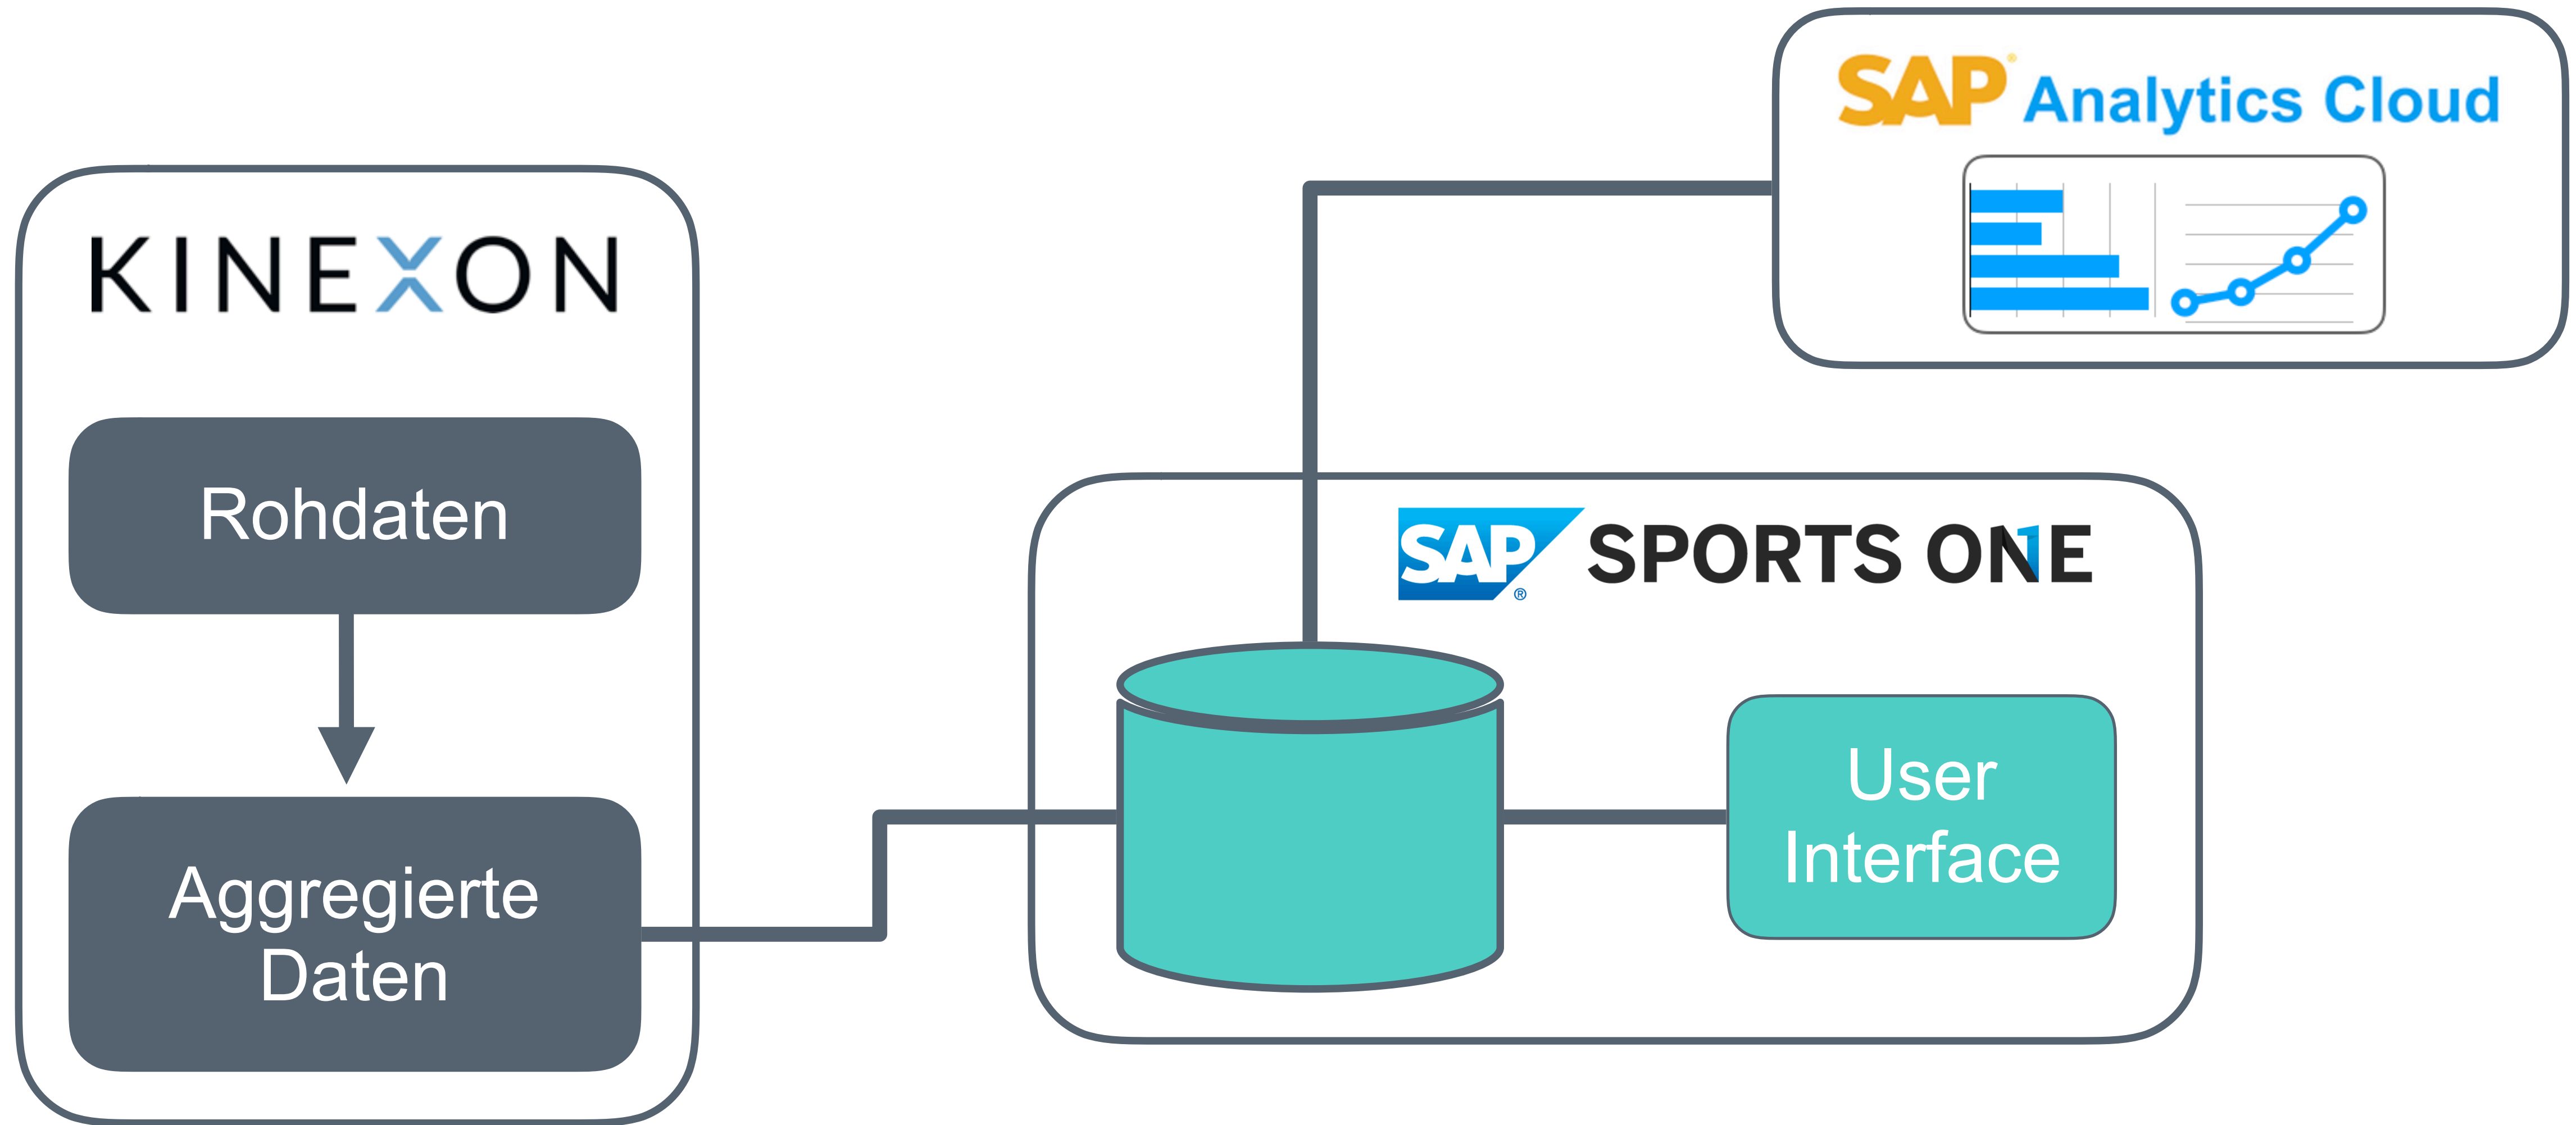 KINEXON
Rohdaten
Aggregierte
Daten
SAP® Analytics Cloud
SAP® SPORTS ONE
User
Interface